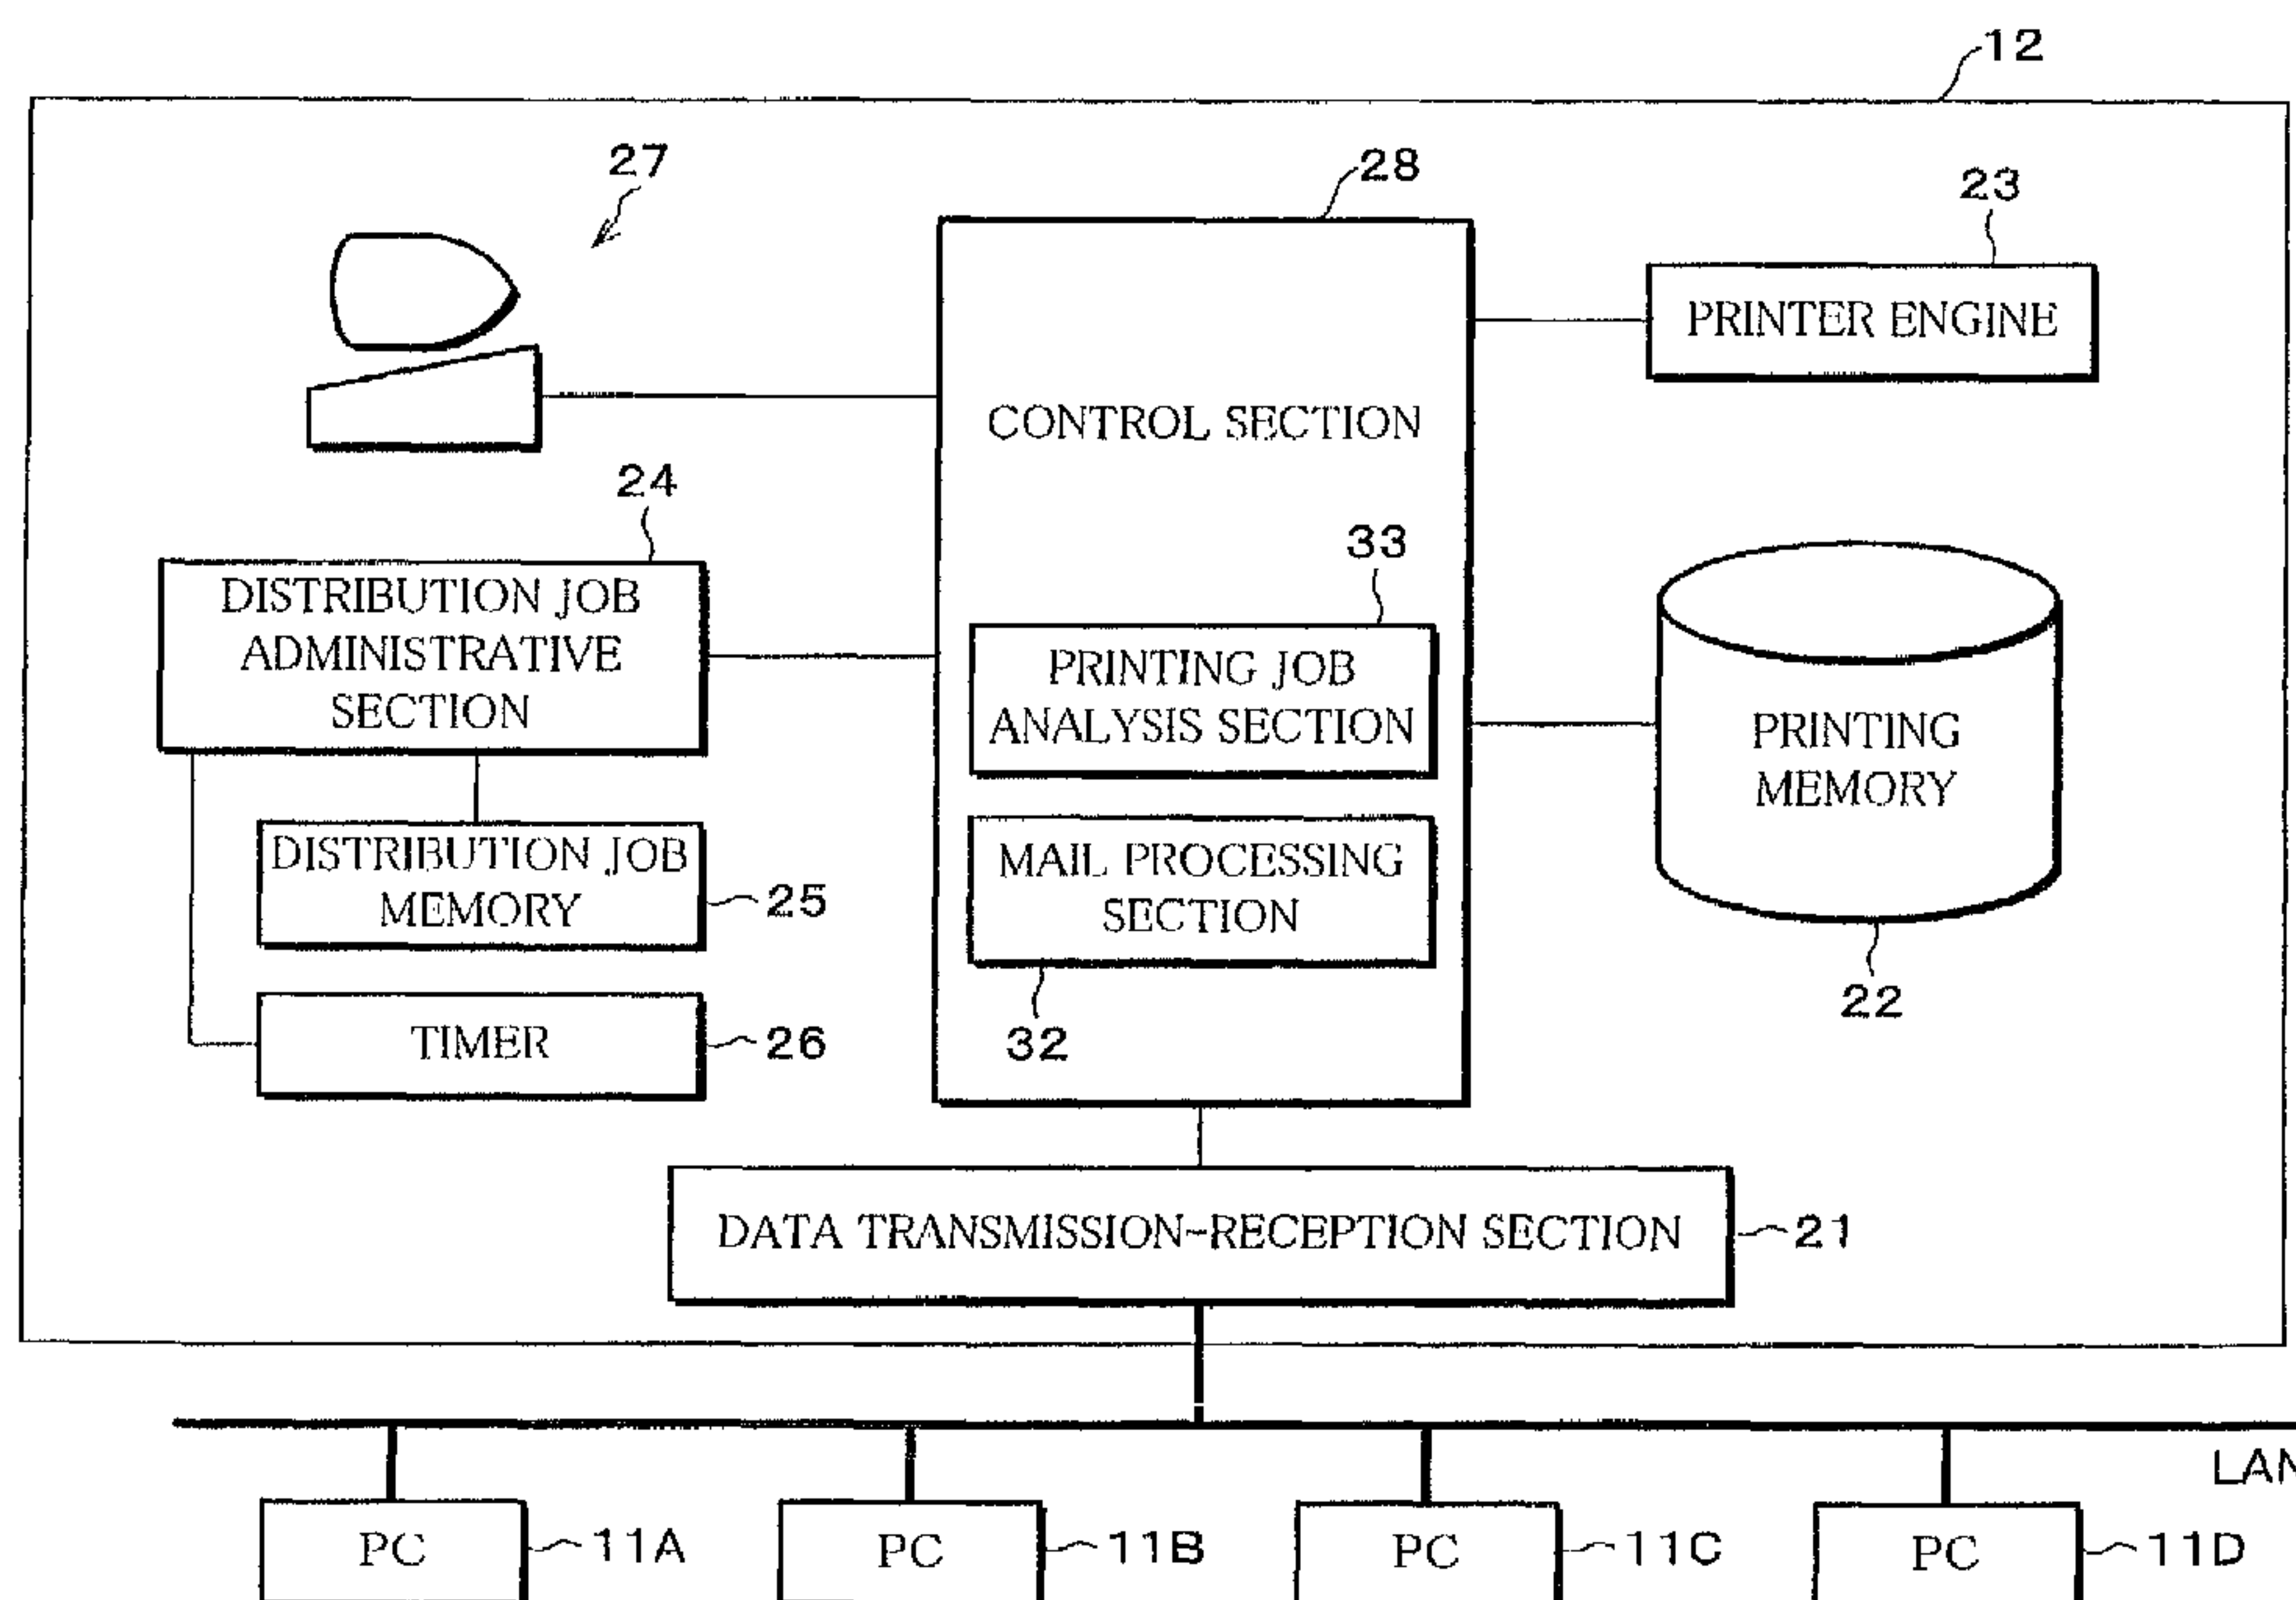 12
27
28
23
PRINTER ENGINE
CONTROL SECTION
24
33
DISTRIBUTION JOB
ADMINISTRATIVE
SECTION
PRINTING JOB
ANALYSIS SECTION
PRINTING
MEMORY
DISTRIBUTION JOB
MEMORY
25
MAIL PROCESSING
SECTION
22
TIMER
26
32
DATA TRANSMISSION-RECEPTION SECTION
21
LAN
PC
11A
PC
11B
PC
11C
PC
11D